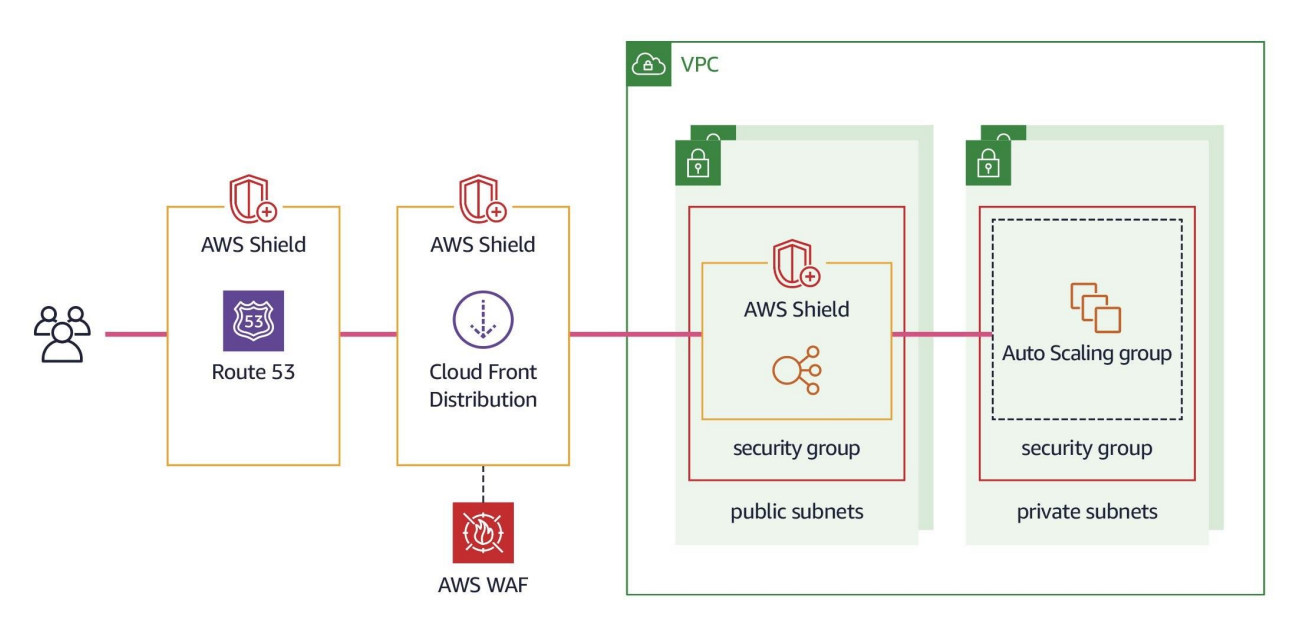 VPC
AWS Shield
53
Route 53
AWS Shield
Cloud Front
Distribution
AWS WAF
AWS Shield
security group
public subnets
Auto Scaling group
security group
private subnets